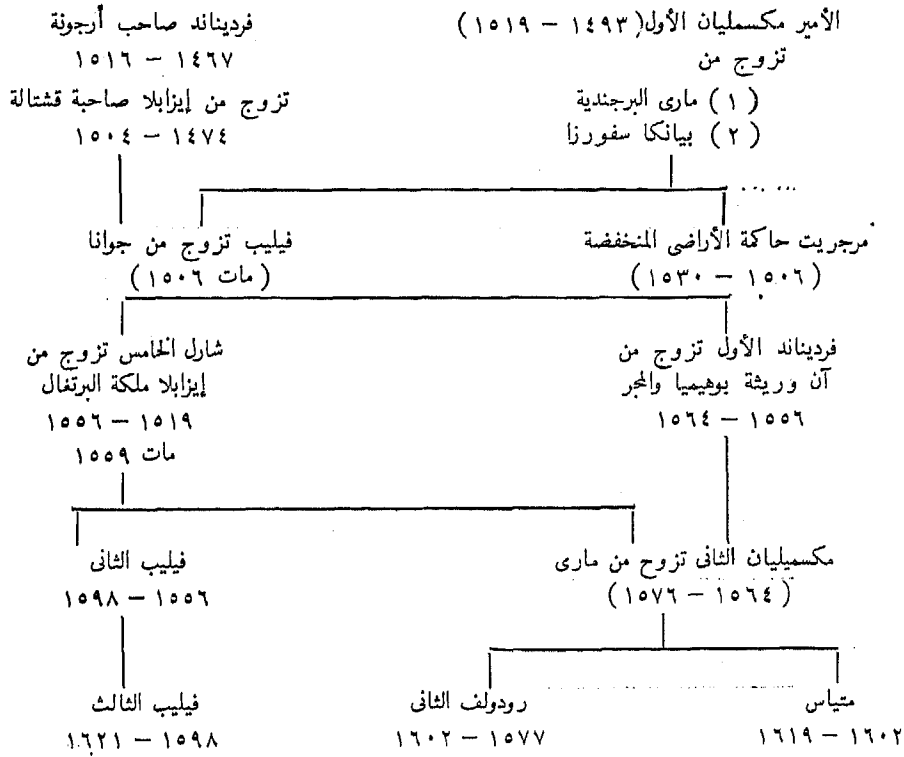 الأمير مكسمليان الأول (١٤٩٣ – ١٥١٩)
تزوج من
(١) مارى البرجندية
(٢) بيانكا سفورزا
فرديناند صاحب أرجونة
١٤٦٧ – ١٥١٦
تزوج من إيزابلا صاحبة قشتالة
١٤٧٤ – ١٥٠٤
مرجريت حاكمة الأراضى المنخفضة
(١٥٠٦ – ١٥٣٠)
فيليب تزوج من جوانا
(مات ١٥٠٦)
فرديناند الأول تزوج من
آن وريثة بوهيميا والمجر
١٥٥٦ – ١٥٦٤
شارل الخامس تزوج من
إيزابلا ملكة البرتغال
١٥١٩ – ١٥٥٦
مات ١٥٥٩
مكسميليان الثانى تزوج من مارى
(١٥٦٤ – ١٥٧٦)
فيليب الثانى
١٥٥٦ – ١٥٩٨
متياس
١٦٠٢ – ١٦١٩
رودولف الثانى
١٥٧٧ – ١٦٠٢
فيليب الثالث
١٥٩٨ – ١٦٢١